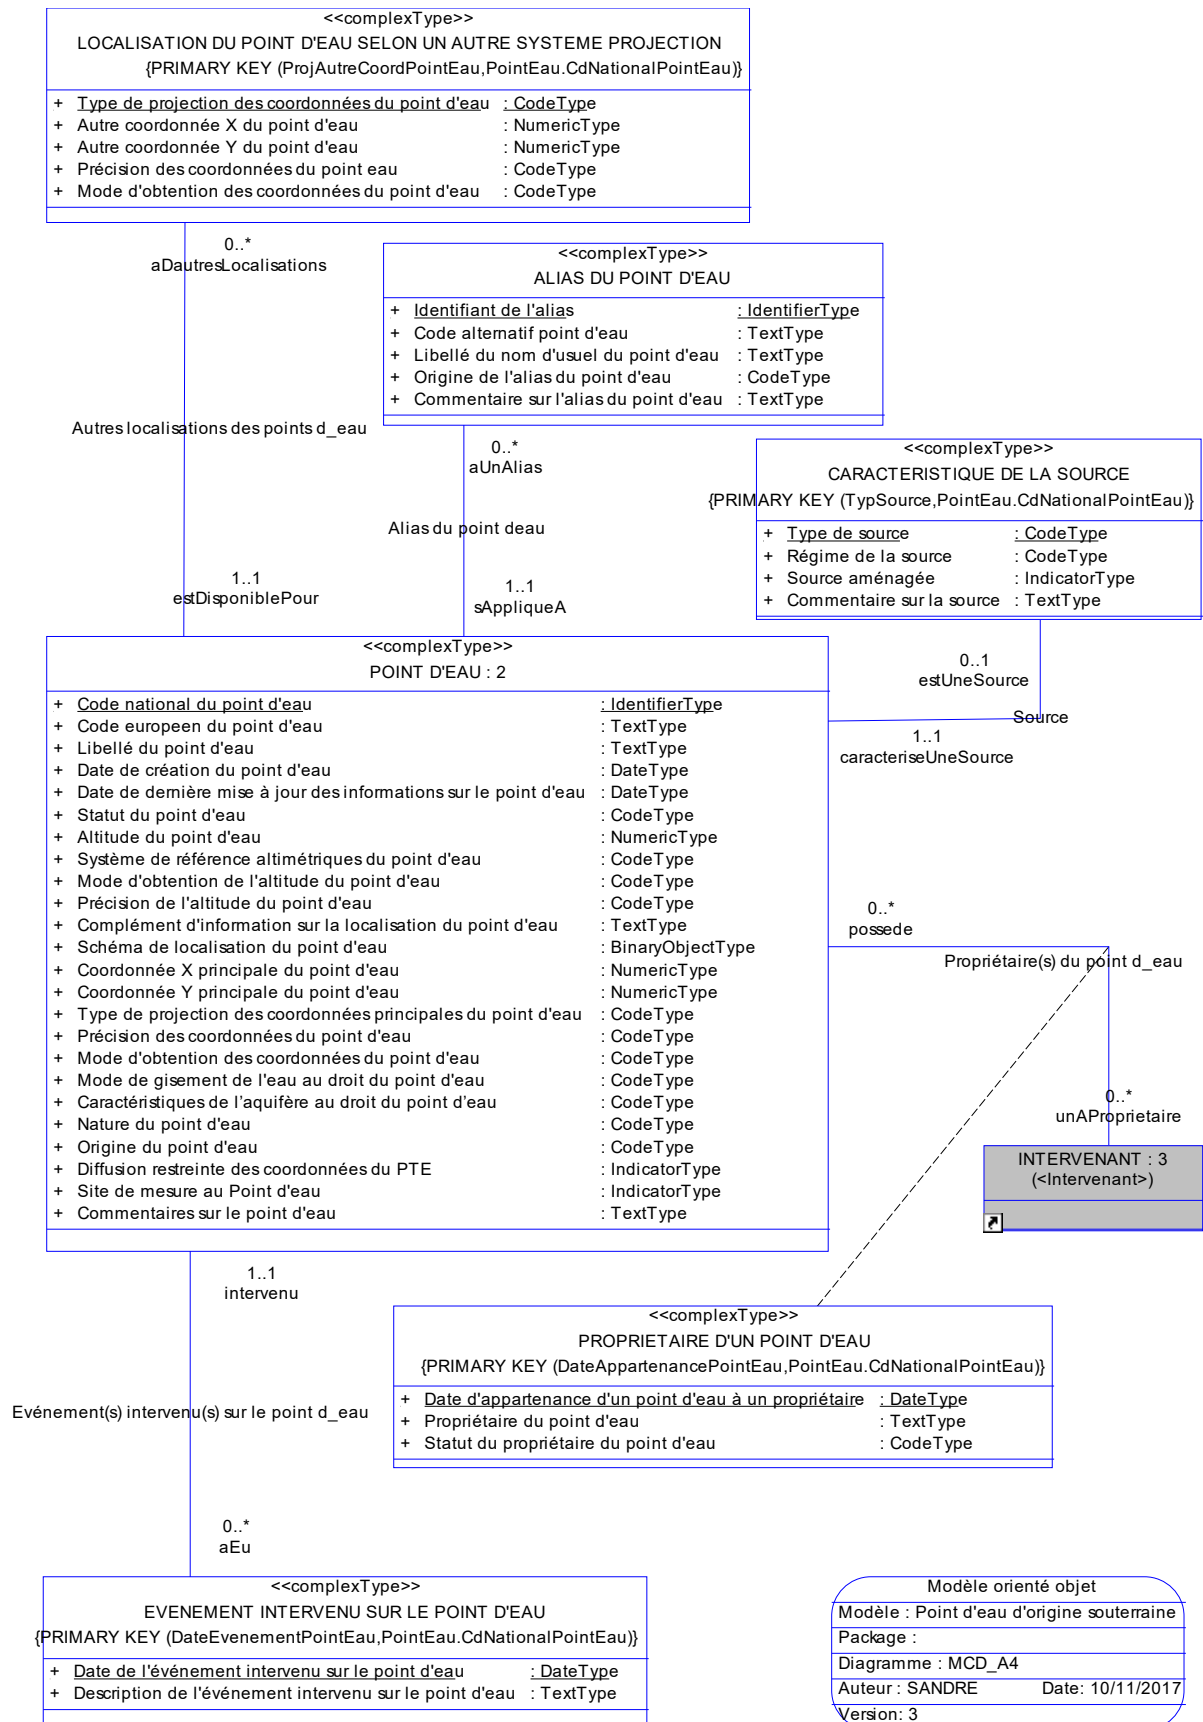 <<complexType>>
LOCALISATION DU POINT D'EAU SELON UN AUTRE SYSTEME PROJECTION
{PRIMARY KEY (ProjAutreCoordPointEau,PointEau.CdNationalPointEau)}
+ Type de projection des coordonnées du point d'eau : CodeType
+ Autre coordonnée X du point d'eau : NumericType
+ Autre coordonnée Y du point d'eau : NumericType
+ Précision des coordonnées du point eau : CodeType
+ Mode d'obtention des coordonnées du point d'eau : CodeType
0..*
aDautresLocalisations
<<complexType>>
ALIAS DU POINT D'EAU
+ Identifiant de l'alias : IdentifierType
+ Code alternatif point d'eau : TextType
+ Libellé du nom d'usuel du point d'eau : TextType
+ Origine de l'alias du point d'eau : CodeType
+ Commentaire sur l'alias du point d'eau : TextType
Autres localisations des points d_eau
0..*
aUnAlias
<<complexType>>
CARACTERISTIQUE DE LA SOURCE
{PRIMARY KEY (TypSource,PointEau.CdNationalPointEau)}
+ Type de source : CodeType
+ Régime de la source : CodeType
+ Source aménagée : IndicatorType
+ Commentaire sur la source : TextType
Alias du point deau
1..1
estDisponiblePour
1..1
sAppliqueA
<<complexType>>
POINT D'EAU : 2
+ Code national du point d'eau : IdentifierType
+ Code europeen du point d'eau : TextType
+ Libellé du point d'eau : TextType
+ Date de création du point d'eau : DateType
+ Date de dernière mise à jour des informations sur le point d'eau : DateType
+ Statut du point d'eau : CodeType
+ Altitude du point d'eau : NumericType
+ Système de référence altimétriques du point d'eau : CodeType
+ Mode d'obtention de l'altitude du point d'eau : CodeType
+ Précision de l'altitude du point d'eau : CodeType
+ Complément d'information sur la localisation du point d'eau : TextType
+ Schéma de localisation du point d'eau : BinaryObjectType
+ Coordonnée X principale du point d'eau : NumericType
+ Coordonnée Y principale du point d'eau : NumericType
+ Type de projection des coordonnées principales du point d'eau : CodeType
+ Précision des coordonnées du point d'eau : CodeType
+ Mode d'obtention des coordonnées du point d'eau : CodeType
+ Mode de gisement de l'eau au droit du point d'eau : CodeType
+ Caractéristiques de l’aquifère au droit du point d’eau : CodeType
+ Nature du point d'eau : CodeType
+ Origine du point d'eau : CodeType
+ Diffusion restreinte des coordonnées du PTE : IndicatorType
+ Site de mesure au Point d'eau : IndicatorType
+ Commentaires sur le point d'eau : TextType
0..1
estUneSource
Source
1..1
caracteriseUneSource
0..*
possede
Propriétaire(s) du point d_eau
0..*
unAProprietaire
INTERVENANT : 3
(<Intervenant>)
1..1
intervenu
<<complexType>>
PROPRIETAIRE D'UN POINT D'EAU
{PRIMARY KEY (DateAppartenancePointEau,PointEau.CdNationalPointEau)}
+ Date d'appartenance d'un point d'eau à un propriétaire : DateType
+ Propriétaire du point d'eau : TextType
+ Statut du propriétaire du point d'eau : CodeType
Evénement(s) intervenu(s) sur le point d_eau
0..*
aEu
<<complexType>>
EVENEMENT INTERVENU SUR LE POINT D'EAU
{PRIMARY KEY (DateEvenementPointEau,PointEau.CdNationalPointEau)}
+ Date de l'événement intervenu sur le point d'eau : DateType
+ Description de l'événement intervenu sur le point d'eau : TextType
Modèle orienté objet
Modèle : Point d'eau d'origine souterraine
Package :
Diagramme : MCD_A4
Auteur : SANDRE Date: 10/11/2017
Version: 3